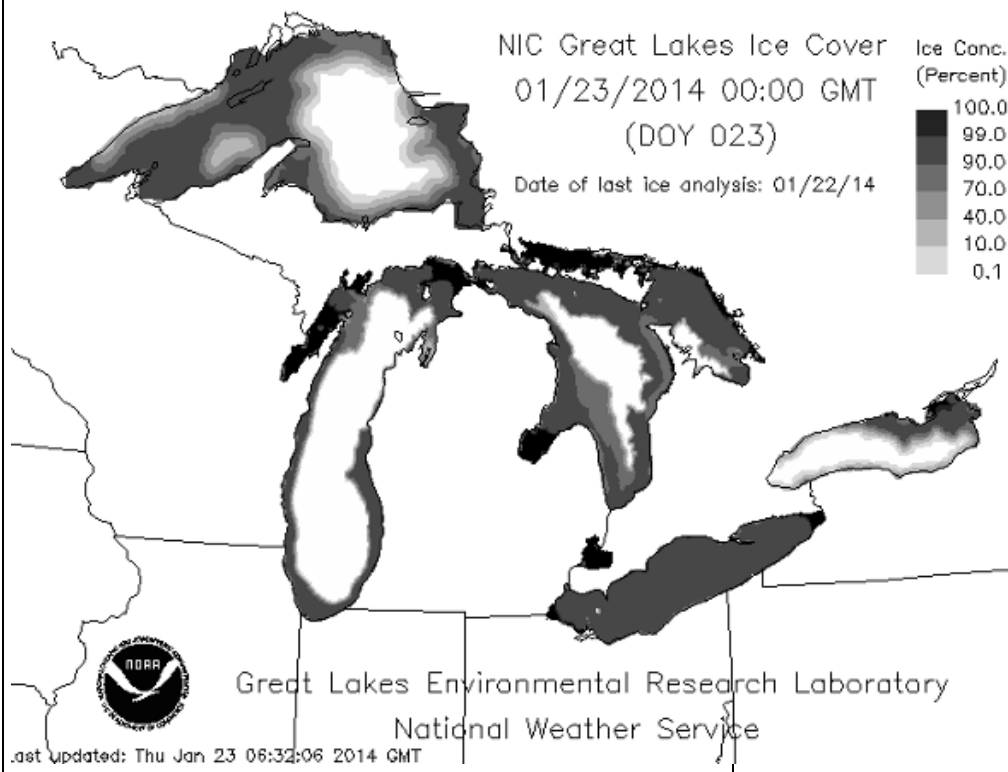 NIC Great Lakes Ice Cover
01/23/2014 00:00 GMT
(DOY 023)
Date of last ice analysis: 01/22/14
Ice Conc.
(Percent)
100.0
99.0
90.0
70.0
40.0
10.0
0.1
NOAA
Great Lakes Environmental Research Laboratory
National Weather Service
ast updated: Thu Jan 23 06:32:06 2014 GMT